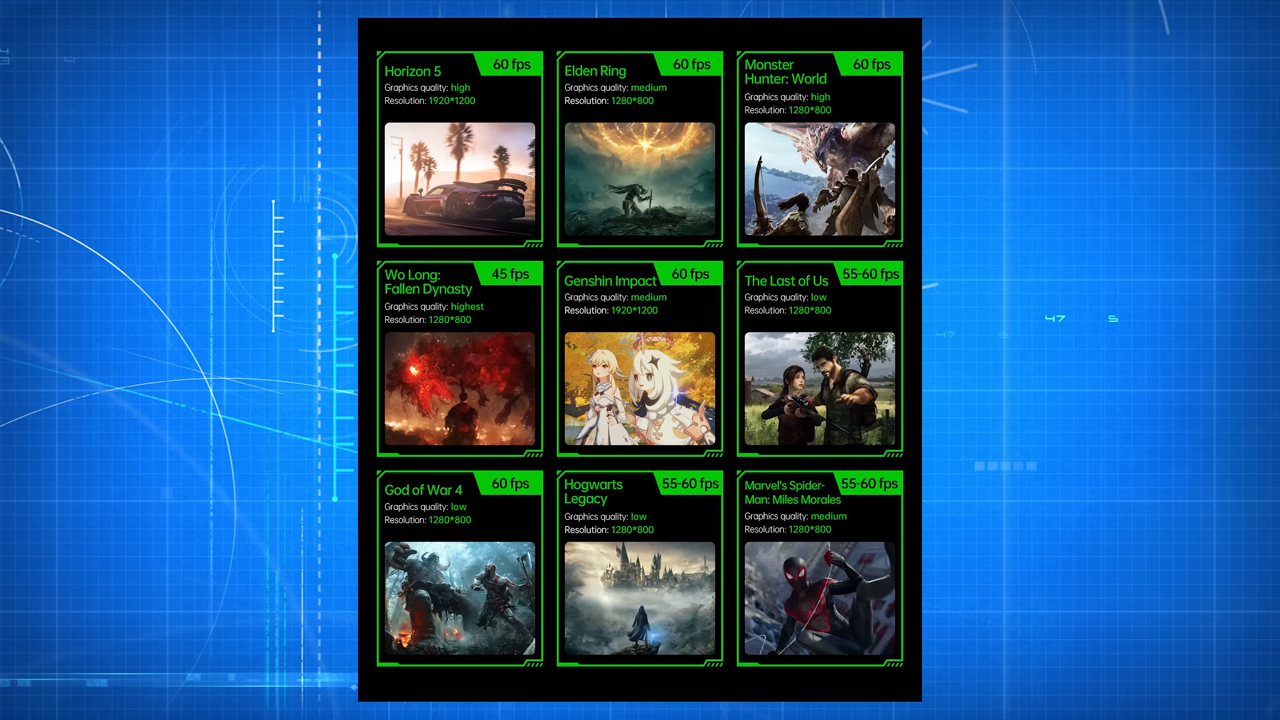 Horizon 5
60 fps
Graphics quality: high
Resolution: 1920*1200
Elden Ring
60 fps
Graphics quality: medium
Resolution: 1280*800
Monster
Hunter: World
60 fps
Graphics quality: high
Resolution: 1280*800
Wo Long:
Fallen Dynasty
45 fps
Graphics quality: highest
Resolution: 1280*800
Genshin Impact
60 fps
Graphics quality: medium
Resolution: 1920*1200
The Last of Us
55-60 fps
Graphics quality: low
Resolution: 1280*800
God of War 4
60 fps
Graphics quality: low
Resolution: 1280*800
Hogwarts
Legacy
55-60 fps
Graphics quality: low
Resolution: 1280*800
Marvel's Spider-
Man: Miles Morales
55-60 fps
Graphics quality: medium
Resolution: 1280*800
47 5
47 5